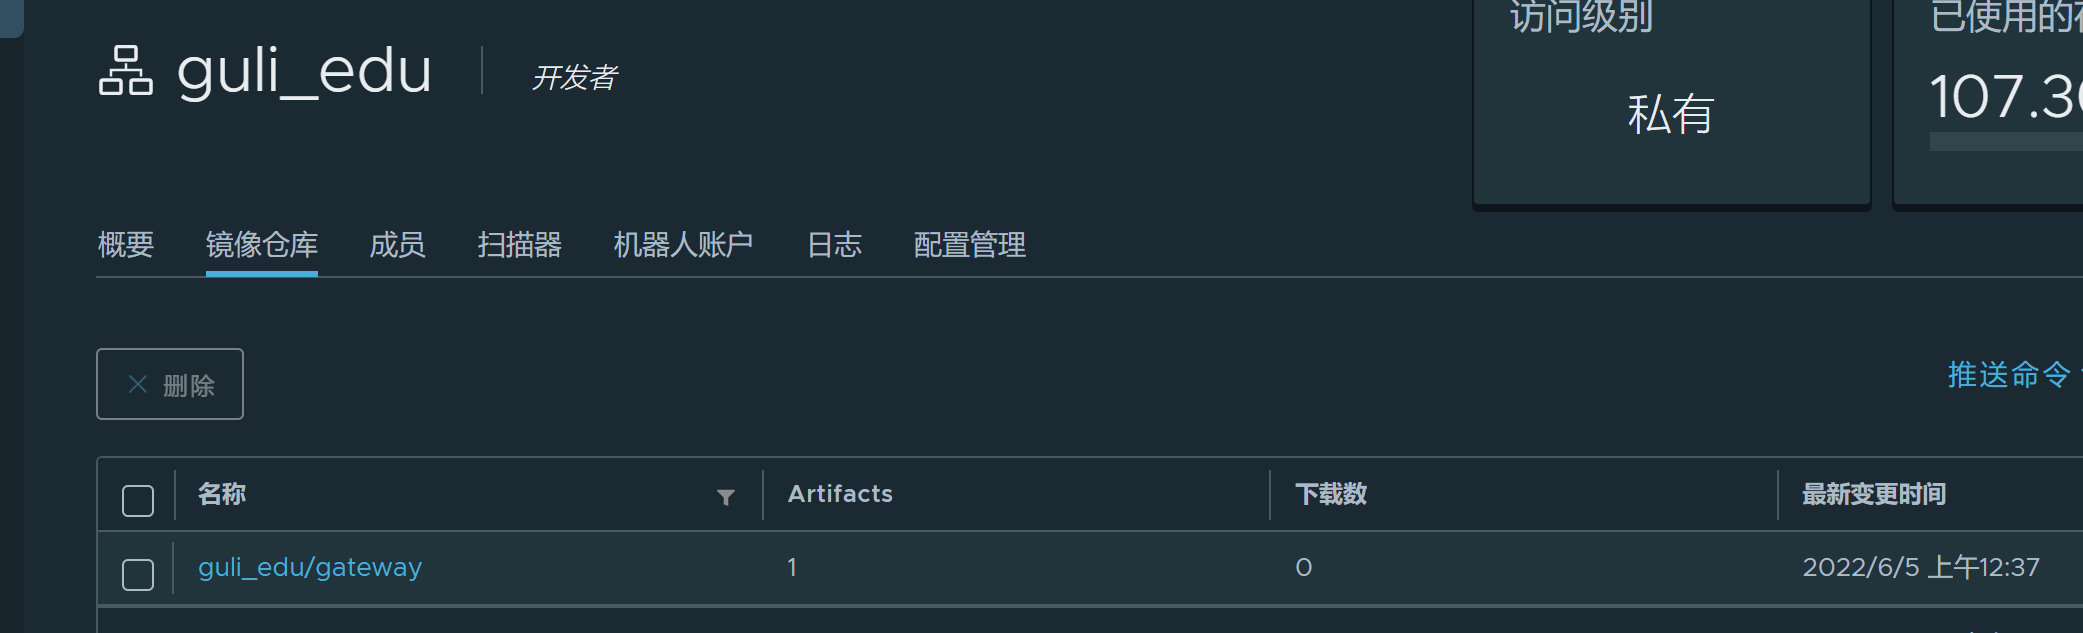 guli_edu 开发者
访问级别
私有
已使用的
107.3
概要 镜像仓库 成员 扫描器 机器人账户 日志 配置管理
删除
推送命令
名称 Artifacts 下载数 最新变更时间
guli_edu/gateway 1 0 2022/6/5 上午12:37